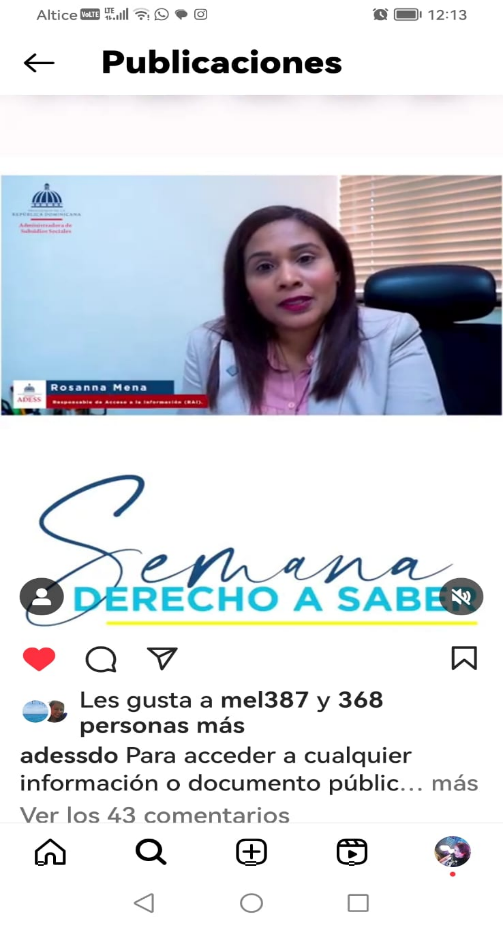 Altice VoLTE LTE 12:13
Publicaciones
REPÚBLICA DOMINICANA
Administradora de
Subsidios Sociales
Rosanna Mena
ADESS
Responsable de Acceso a la Información (RAI).
Semana
DERECHO A SABER
Les gusta a mel387 y 368
personas más
adessdo Para acceder a cualquier
información o documento públic... más
Ver los 43 comentarios